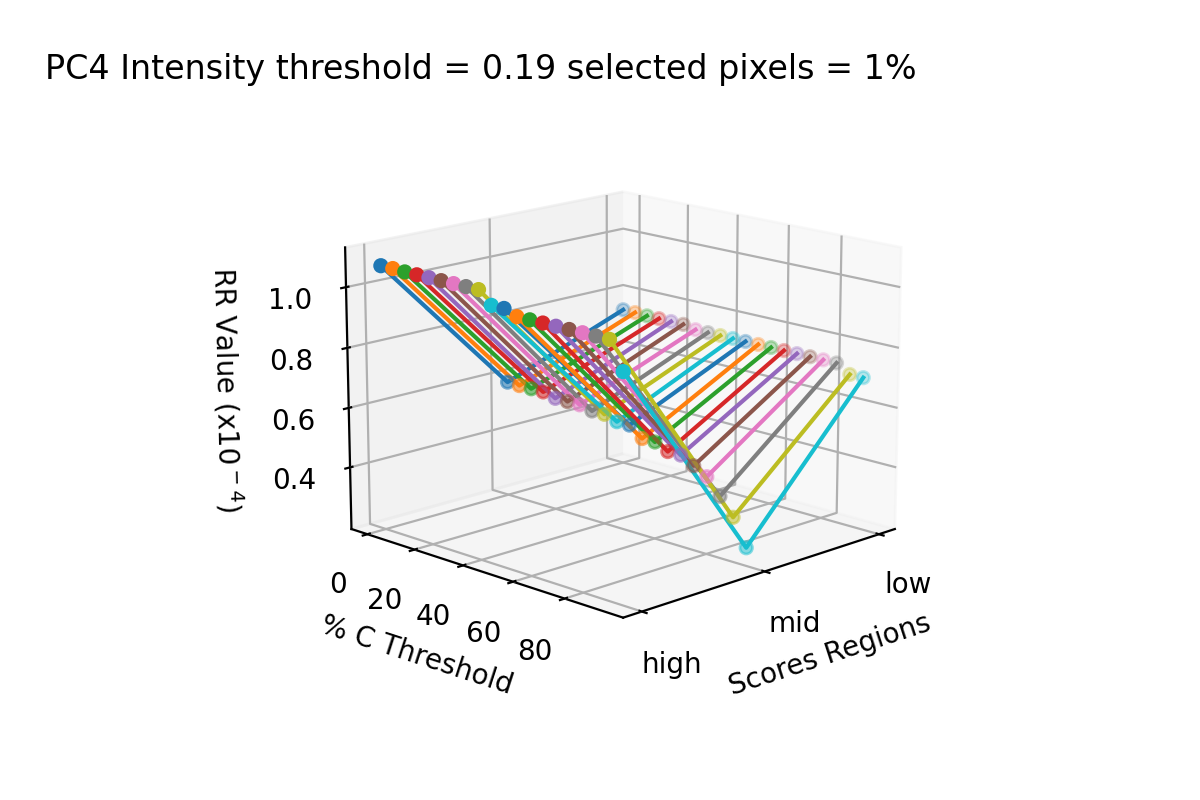 PC4 Intensity threshold = 0.19 selected pixels = 1%
RR Value (x10⁻⁴)
1.0
0.8
0.6
0.4
0
20
40
60
80
% C Threshold
high
mid
low
Scores Regions